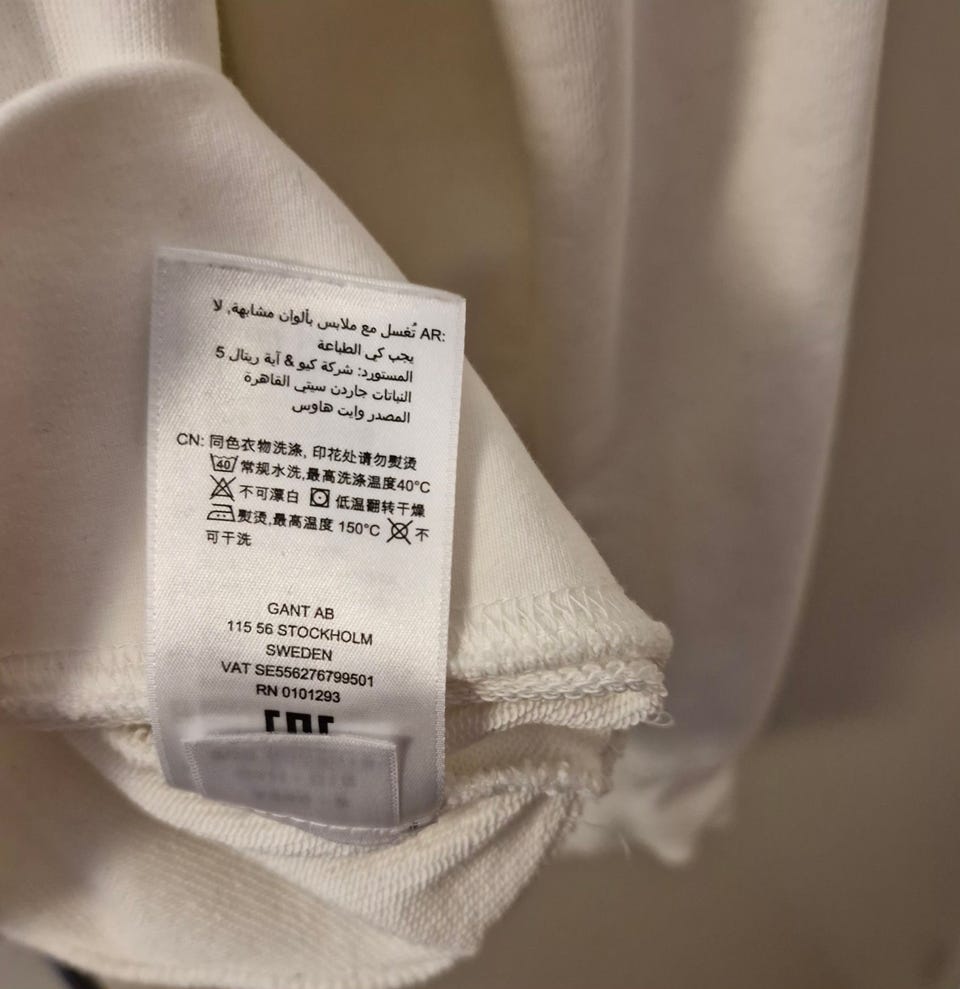 AR: تُغسل مع ملابس بألوان مشابهة, لا
يجب كي الطباعة
المستورد: شركة كيو & آية ريتال 5
النباتات جاردن سيتي القاهرة
المصدر وايت هاوس
CN: 同色衣物洗涤, 印花处请勿熨烫
40 常规水洗,最高洗涤温度40°C
不可漂白 低温翻转干燥
熨烫,最高温度 150°C 不
可干洗
GANT AB
115 56 STOCKHOLM
SWEDEN
VAT SE556276799501
RN 0101293